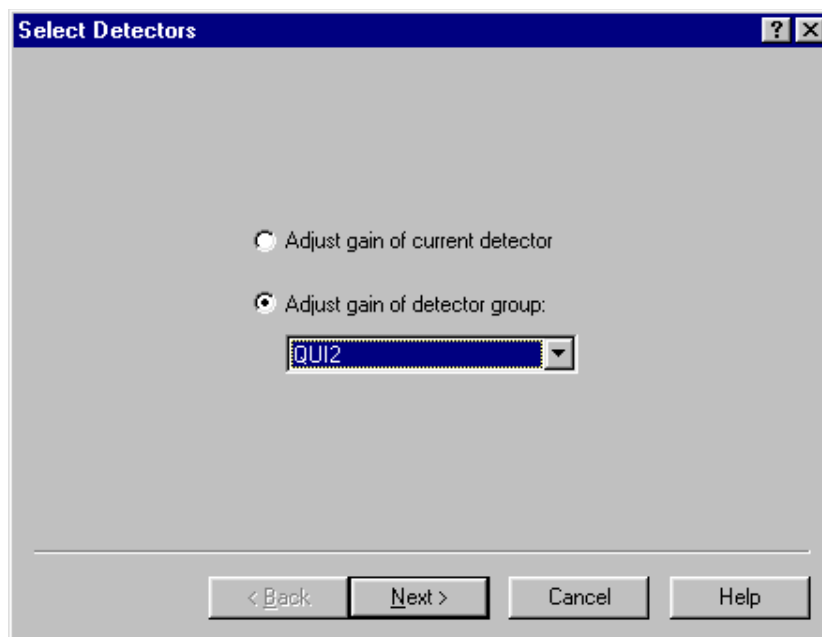 Select Detectors
Adjust gain of current detector
Adjust gain of detector group:
QUI2
< Back Next > Cancel Help